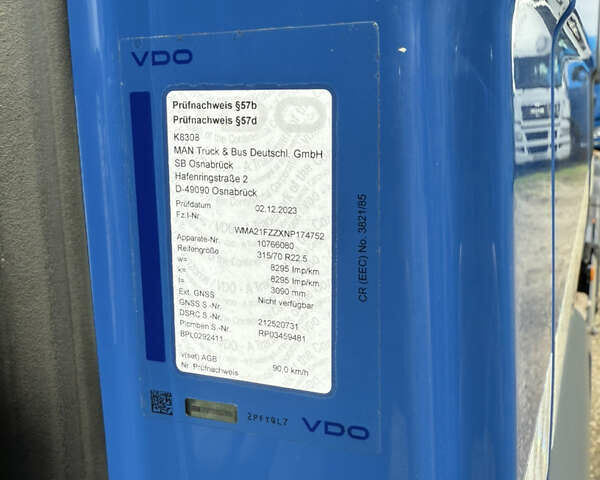 VDO
Prüfnachweis §57b
Prüfnachweis §57d
K8308
MAN Truck & Bus Deutschl. GmbH
SB Osnabrück
Hafenringstraße 2
D-49090 Osnabrück
Prüfdatum 02.12.2023
Fz.I-Nr. WMA21FZZXNP174752
Apparate-Nr. 10766080
Reifengröße 315/70 R22.5
w= 8295 Imp/km
k= 8295 Imp/km
l= 3090 mm
Ext. GNSS Nicht verfügbar
GNSS S.-Nr.
DSRC S.-Nr. 212520731
Plomben S.-Nr. RP03459481
BPL0292411
v(set) AGB 90,0 km/h
Nr. Prüfnachweis
CR (EEC) No. 3821/85
2PFYQL7
VDO